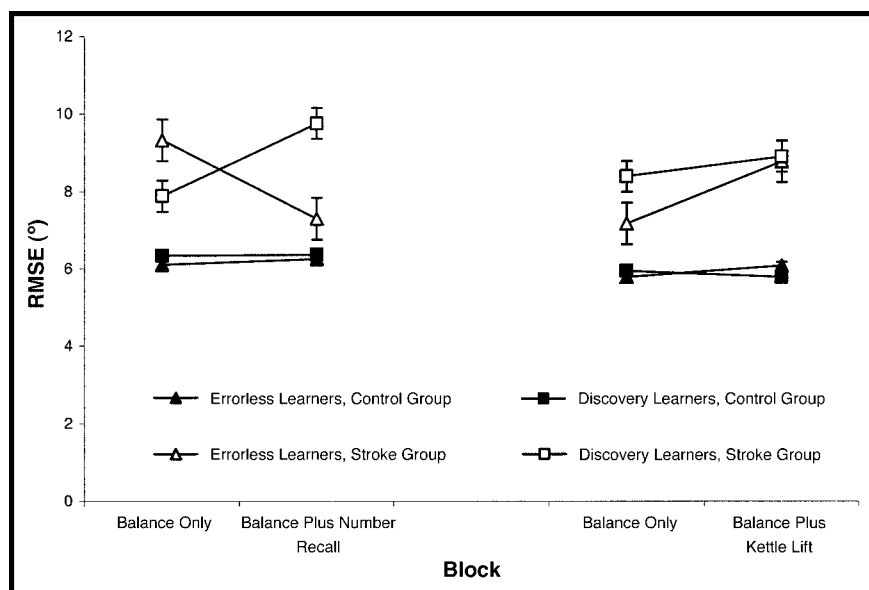 12
10
8
6
4
2
0
RMSE (°)
Errorless Learners, Control Group
Discovery Learners, Control Group
Errorless Learners, Stroke Group
Discovery Learners, Stroke Group
Balance Only
Balance Plus Number
Recall
Balance Only
Balance Plus
Kettle Lift
Block